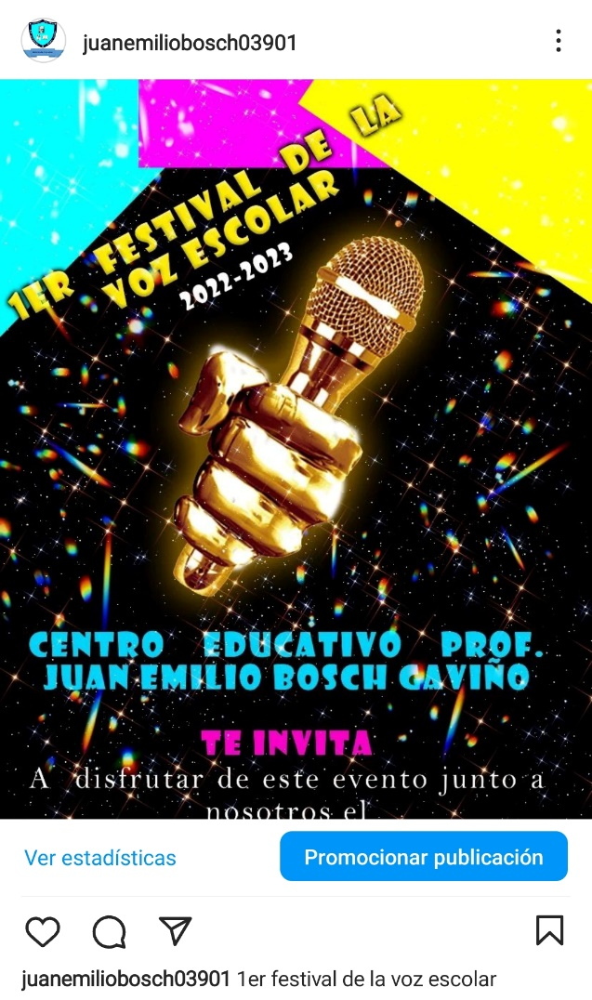 juanemiliobosch03901
1ER FESTIVAL DE LA
VOZ ESCOLAR
2022-2023
CENTRO EDUCATIVO PROF.
JUAN EMILIO BOSCH GAVIÑO
TE INVITA
A disfrutar de este evento junto a
nosotros el
Ver estadísticas
Promocionar publicación
juanemiliobosch03901 1er festival de la voz escolar